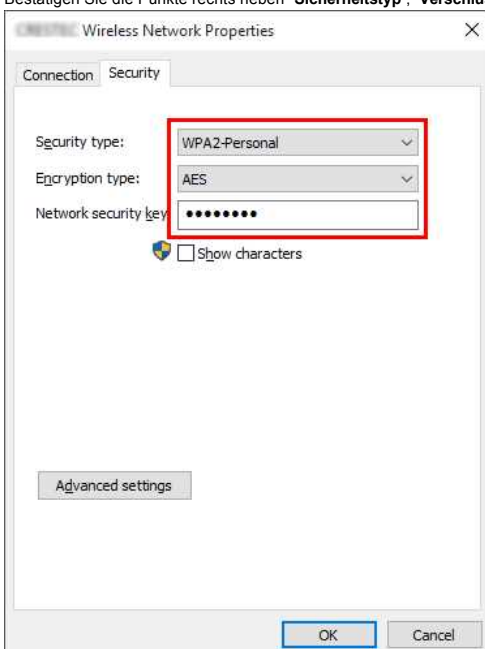 Bestätigen Sie die Punkte rechts neben "Sicherheitstyp", "Verschlü
Wireless Network Properties
Connection Security
Security type: WPA2-Personal
Encryption type: AES
Network security key ●●●●●●●●
Show characters
Advanced settings
OK Cancel